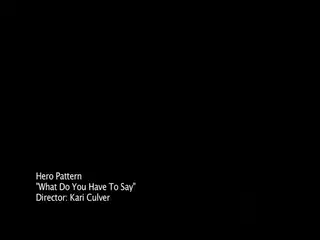 Hero Pattern
"What Do You Have To Say"
Director: Kari Culver